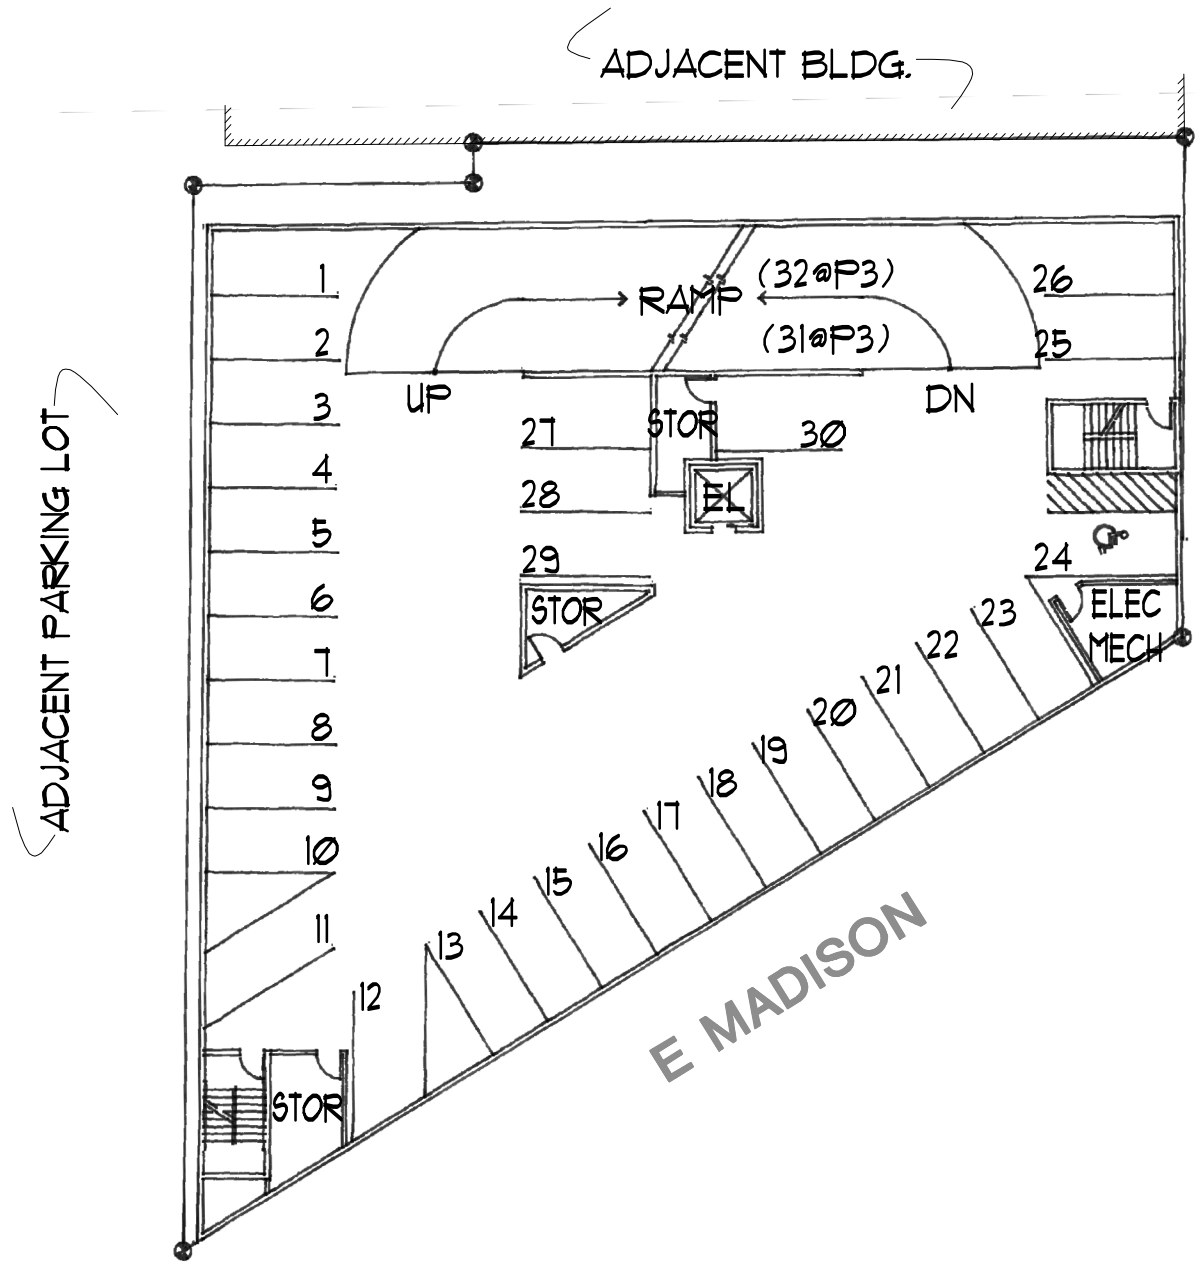 ADJACENT BLDG.
ADJACENT PARKING LOT
1
2
3
4
5
6
7
8
9
10
11
12
13
14
15
16
17
18
19
20
21
22
23
24
25
26
27
28
29
30
(32@P3)
RAMP
(31@P3)
UP
DN
STOR
EL
STOR
ELEC
MECH
STOR
E MADISON